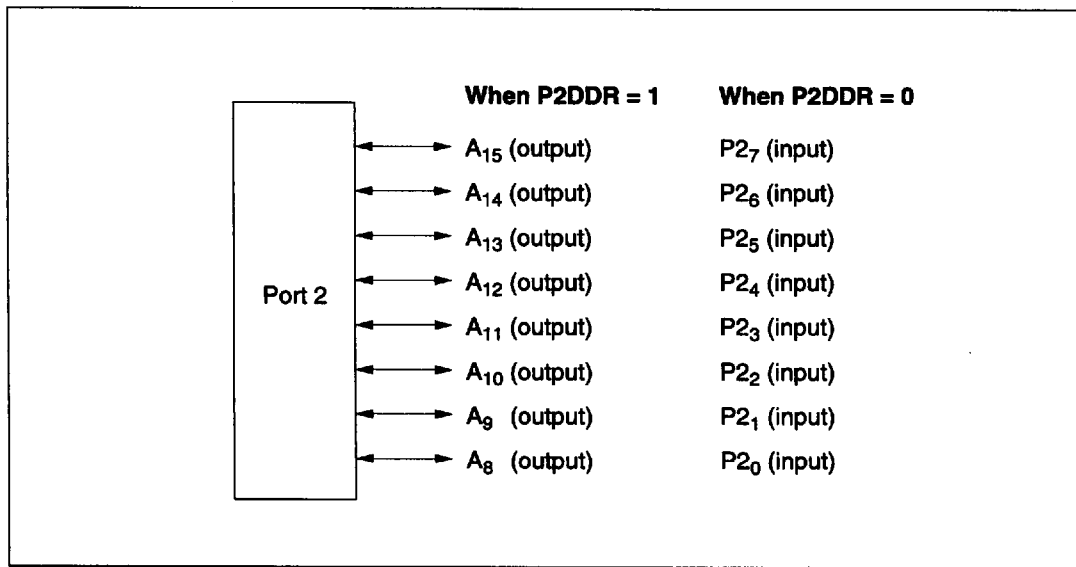 When P2DDR = 1 When P2DDR = 0
A₁₅ (output) P2₇ (input)
A₁₄ (output) P2₆ (input)
A₁₃ (output) P2₅ (input)
A₁₂ (output) P2₄ (input)
Port 2
A₁₁ (output) P2₃ (input)
A₁₀ (output) P2₂ (input)
A₉ (output) P2₁ (input)
A₈ (output) P2₀ (input)